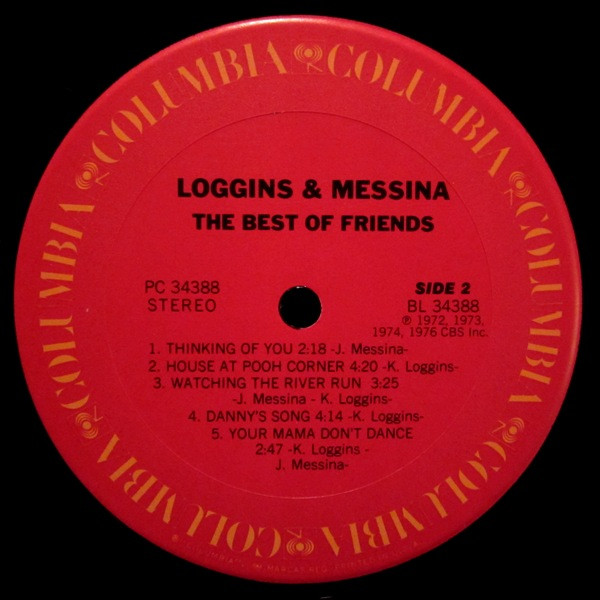 COLUMBIA COLUMBIA COLUMBIA COLUMBIA COLUMBIA COLUMBIA
LOGGINS & MESSINA
THE BEST OF FRIENDS
PC 34388
STEREO
SIDE 2
BL 34388
℗ 1972, 1973,
1974, 1976 CBS Inc.
1. THINKING OF YOU 2:18 -J. Messina-
2. HOUSE AT POOH CORNER 4:20 -K. Loggins-
3. WATCHING THE RIVER RUN 3:25
-J. Messina - K. Loggins-
4. DANNY'S SONG 4:14 -K. Loggins-
5. YOUR MAMA DON'T DANCE
2:47 -K. Loggins -
J. Messina-